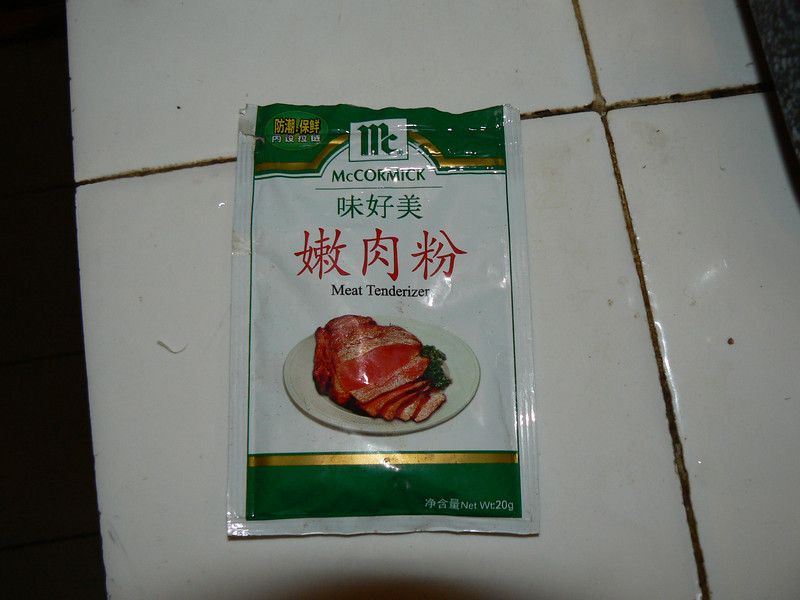 防潮 保鲜
内设拉链
Mc
McCORMICK
味好美
嫩肉粉
Meat Tenderizer
净含量Net Wt:20g